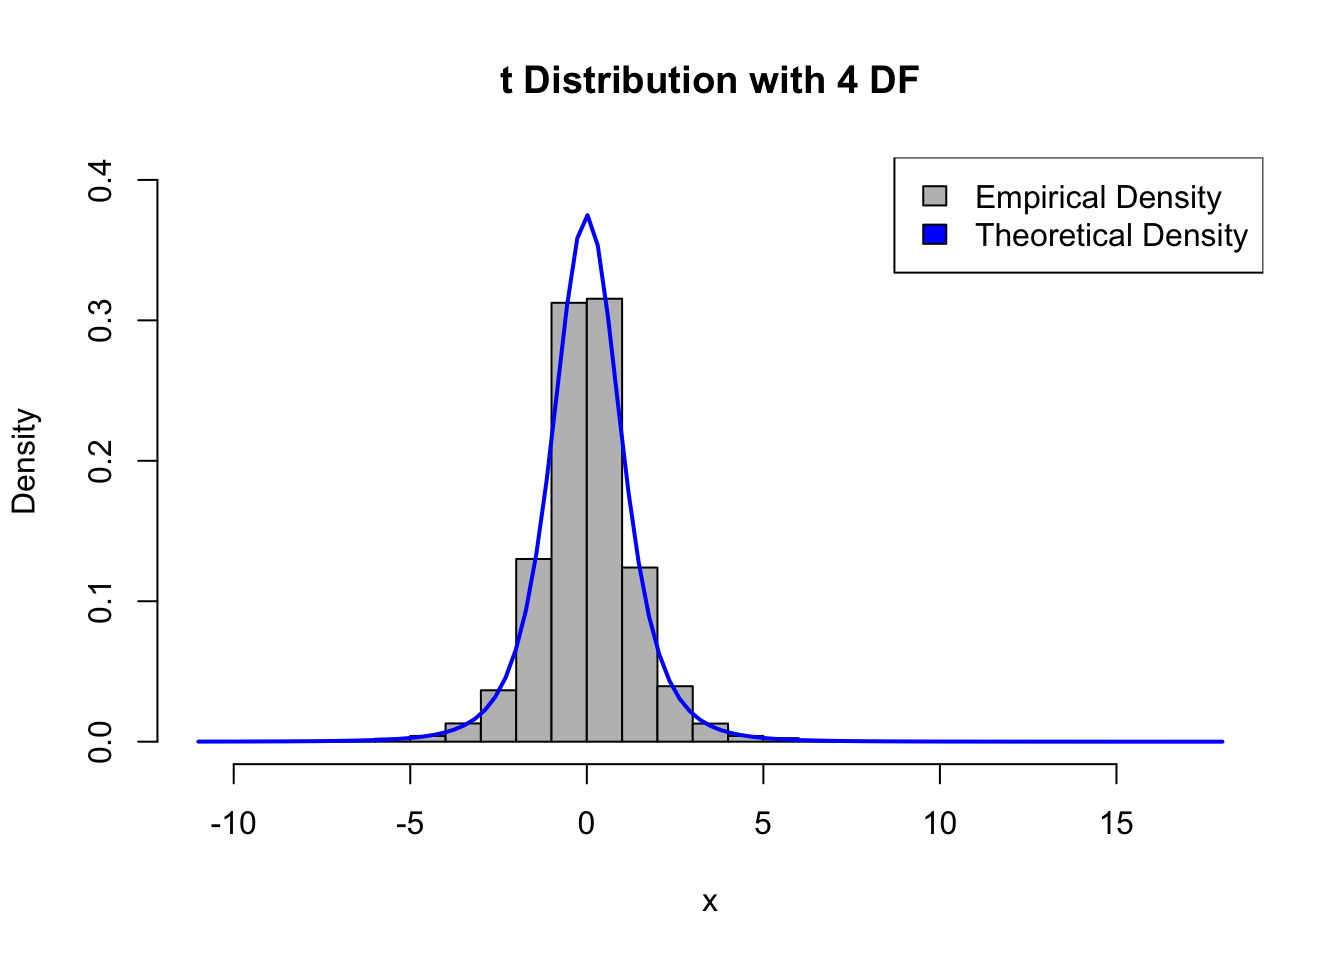 t Distribution with 4 DF
Empirical Density
Theoretical Density
0.4
0.3
0.2
0.1
0.0
Density
-10 -5 0 5 10 15
x